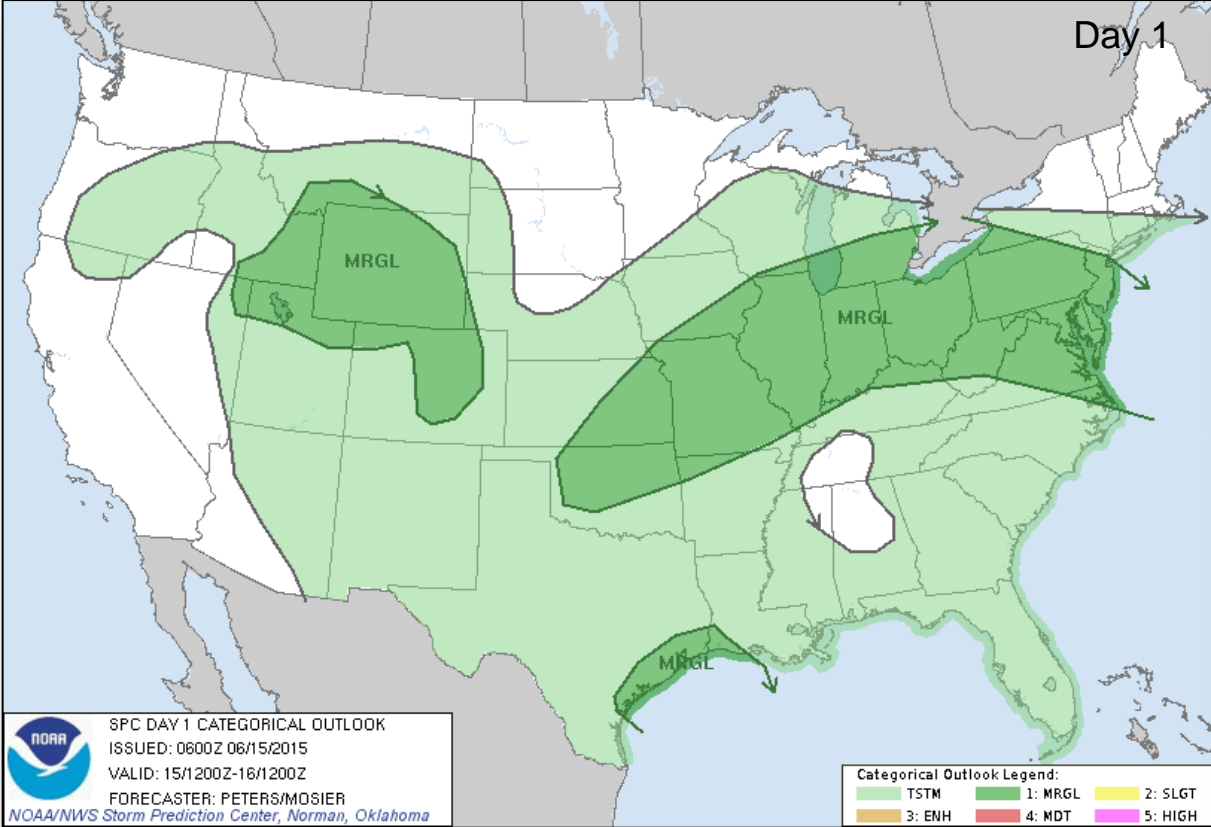 Day 1
MRGL
MRGL
MRGL
NOAA
SPC DAY 1 CATEGORICAL OUTLOOK
ISSUED: 0600Z 06/15/2015
VALID: 15/1200Z-16/1200Z
FORECASTER: PETERS/MOSIER
NOAA/NWS Storm Prediction Center, Norman, Oklahoma
Categorical Outlook Legend:
TSTM 1: MRGL 2: SLGT
3: ENH 4: MDT 5: HIGH